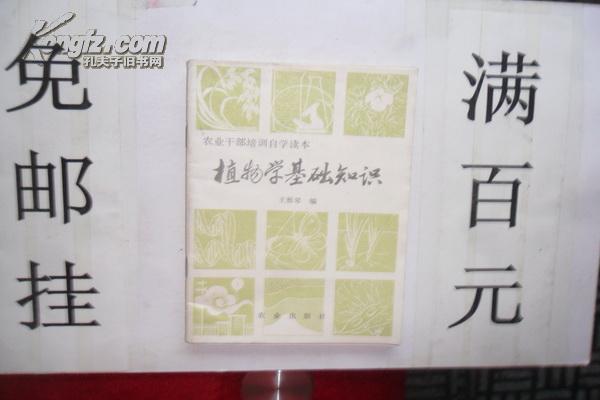 kongfz.com
孔夫子旧书网
免邮挂
满百元
农业干部培训自学读本
植物学基础知识
编
农业出版社